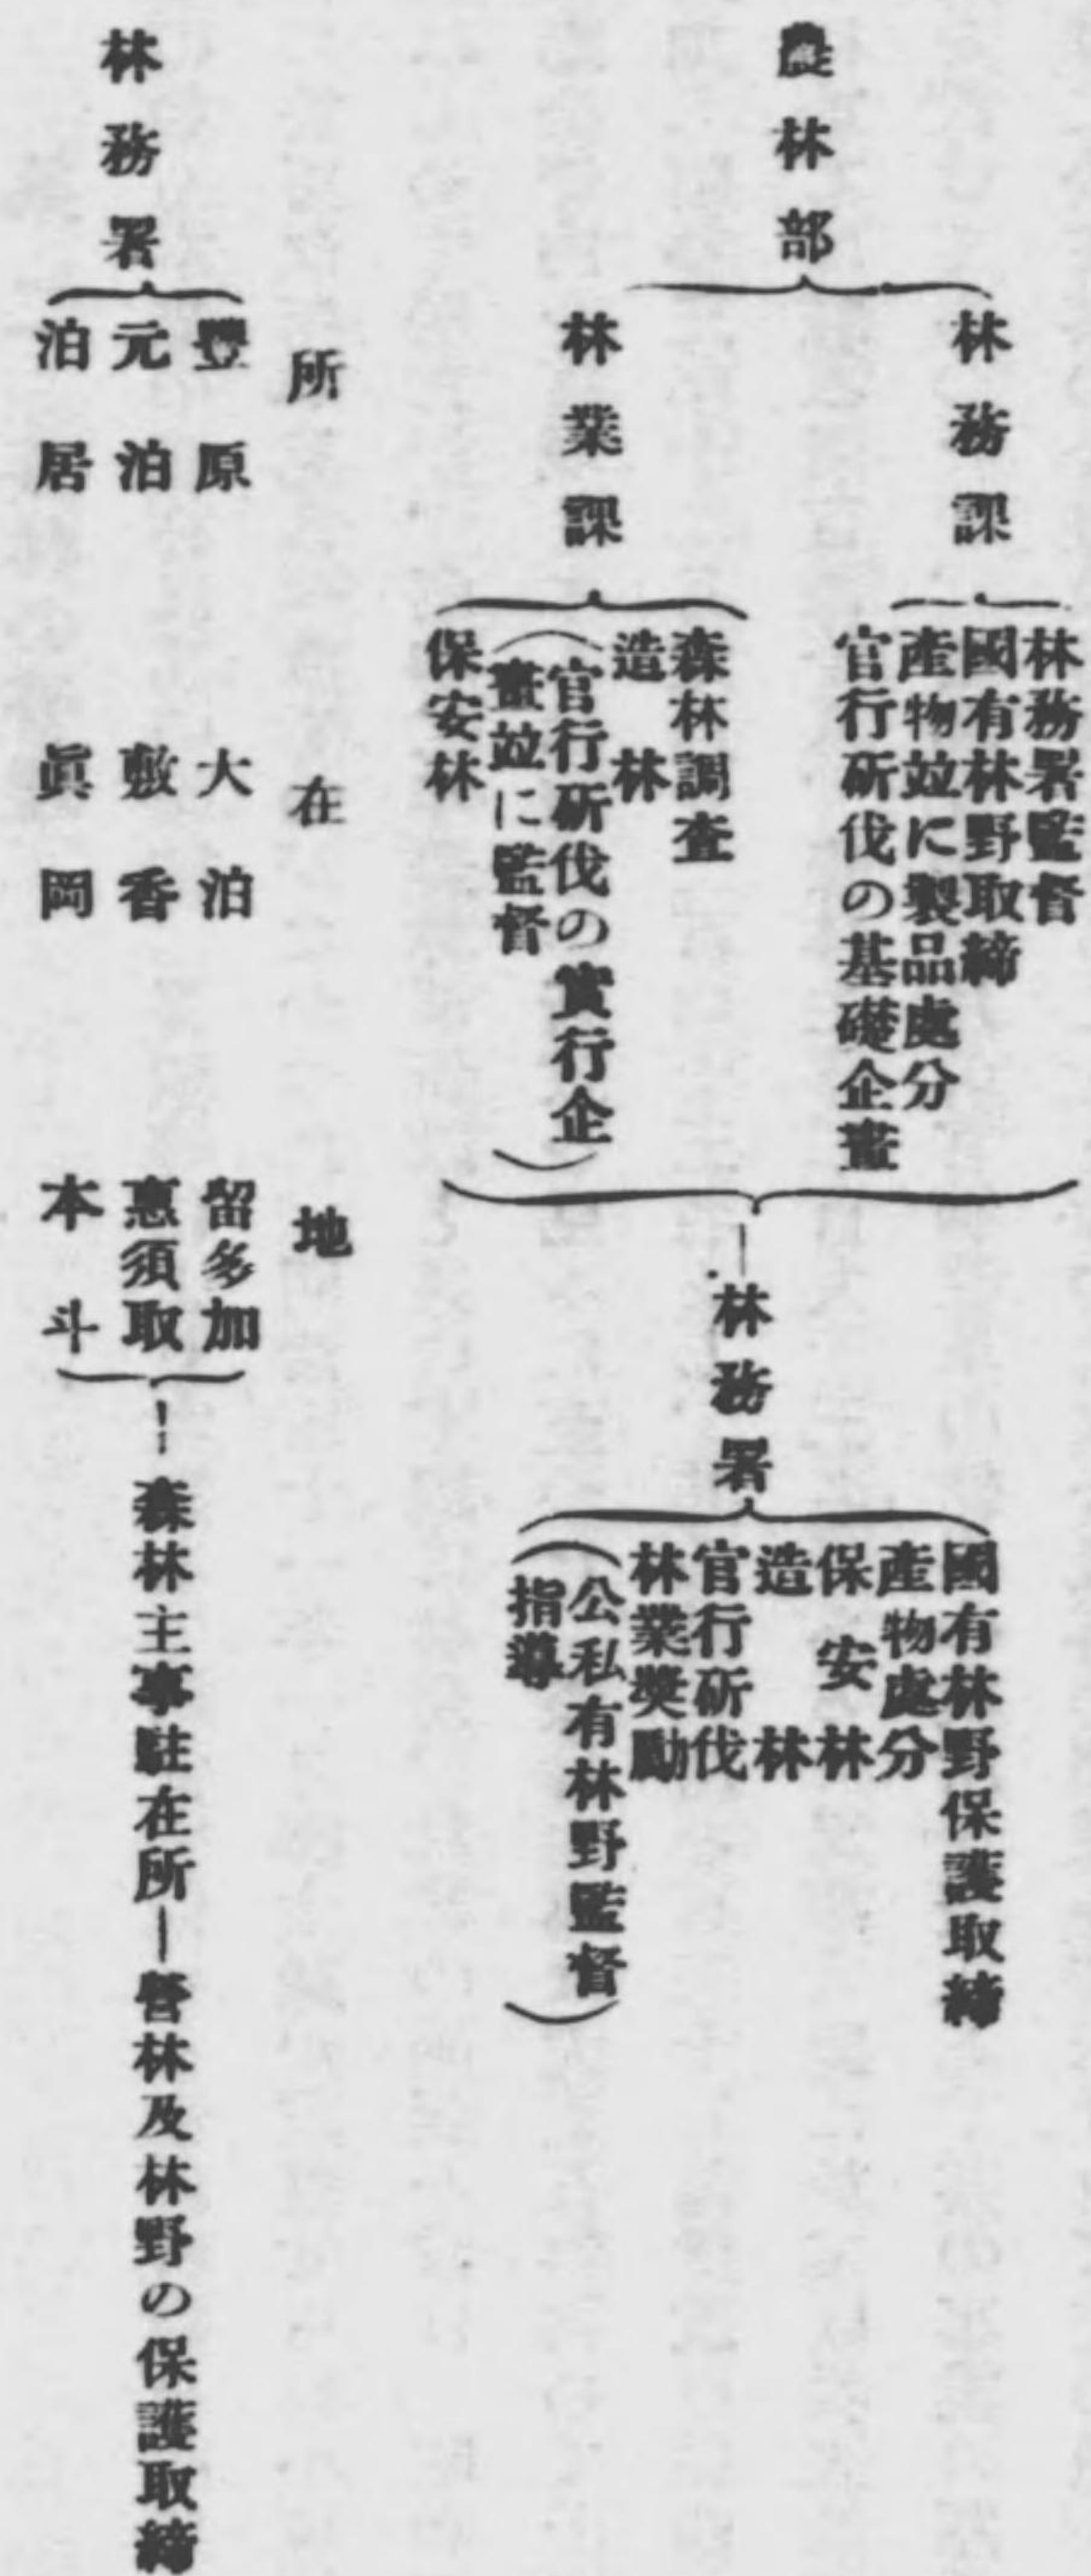 農林部
林務課
林務署監督
國有林野取締
産物竝に製品處分
官行斫伐の基礎企畫
林業課
森林調査
造林
（官行斫伐の實行企
畫竝に監督）
保安林
林務署
國有林野保護取締
産物處分
保安林
造林
官行斫伐
林業奬勵
（公私有林野監督
指導）
所在地
林務署
豐原 大泊 留多加
元泊 敷香 惠須取
泊居 眞岡 本斗
森林主事駐在所―營林及林野の保護取締